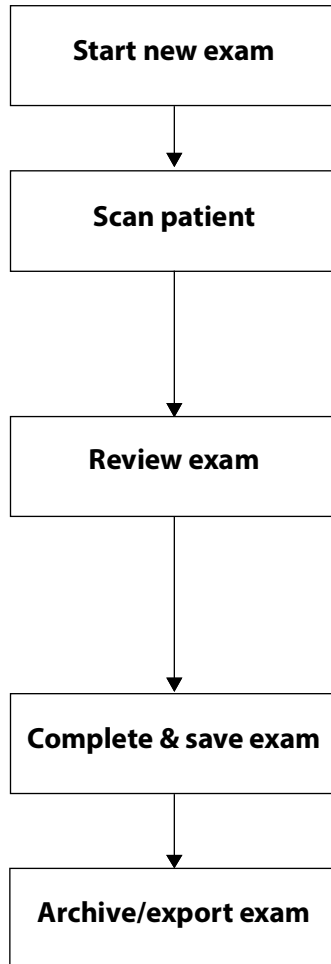 Start new exam
Scan patient
Review exam
Complete & save exam
Archive/export exam